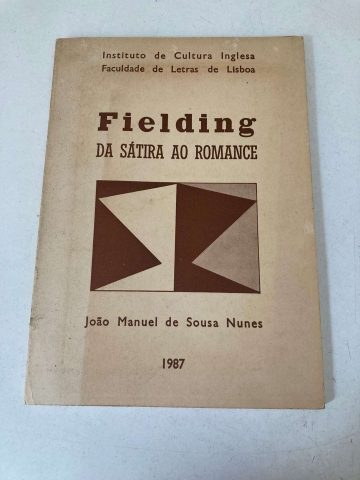 Instituto de Cultura Inglesa
Faculdade de Letras de Lisboa
Fielding
DA SÁTIRA AO ROMANCE
João Manuel de Sousa Nunes
1987